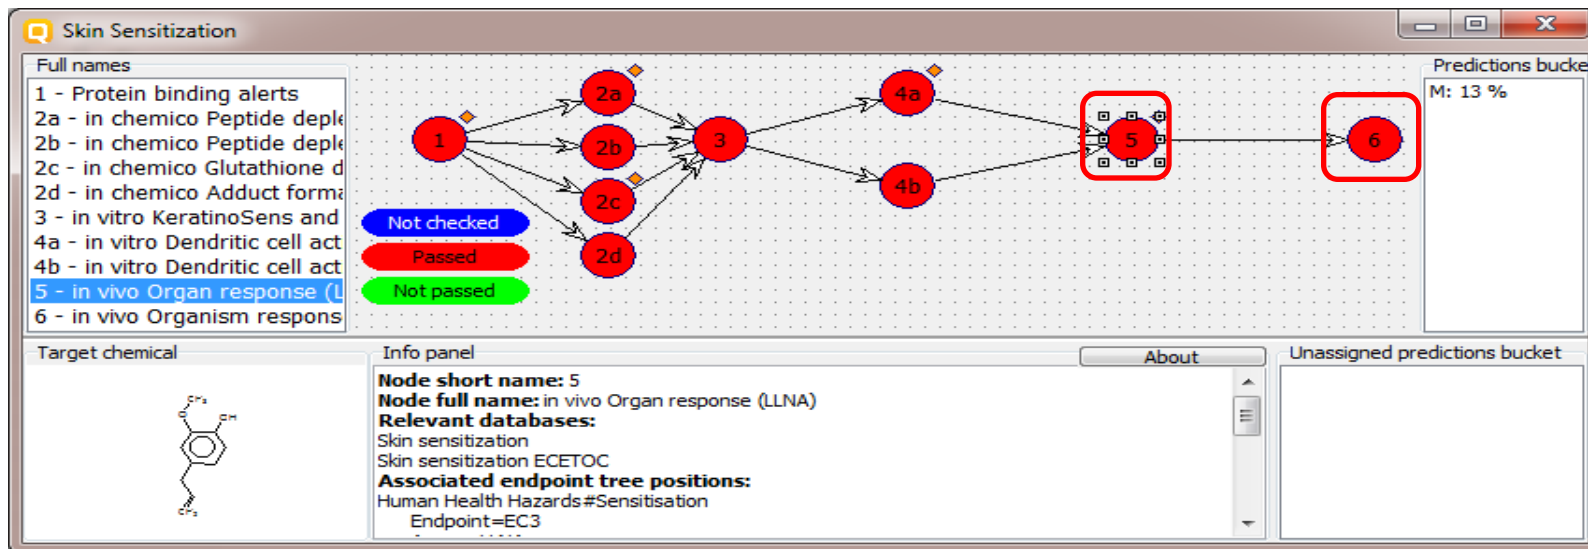 Skin Sensitization
Full names
1 - Protein binding alerts
2a - in chemico Peptide deple
2b - in chemico Peptide deple
2c - in chemico Glutathione d
2d - in chemico Adduct forma
3 - in vitro KeratinoSens and
4a - in vitro Dendritic cell act
4b - in vitro Dendritic cell act
5 - in vivo Organ response (L
6 - in vivo Organism respons
1
2a
2b
2c
2d
3
4a
4b
5
6
Not checked
Passed
Not passed
Predictions bucke
M: 13 %
Target chemical
CH₃
O
OH
CH₂
Info panel
About
Node short name: 5
Node full name: in vivo Organ response (LLNA)
Relevant databases:
Skin sensitization
Skin sensitization ECETOC
Associated endpoint tree positions:
Human Health Hazards#Sensitisation
Endpoint=EC3
Unassigned predictions bucket